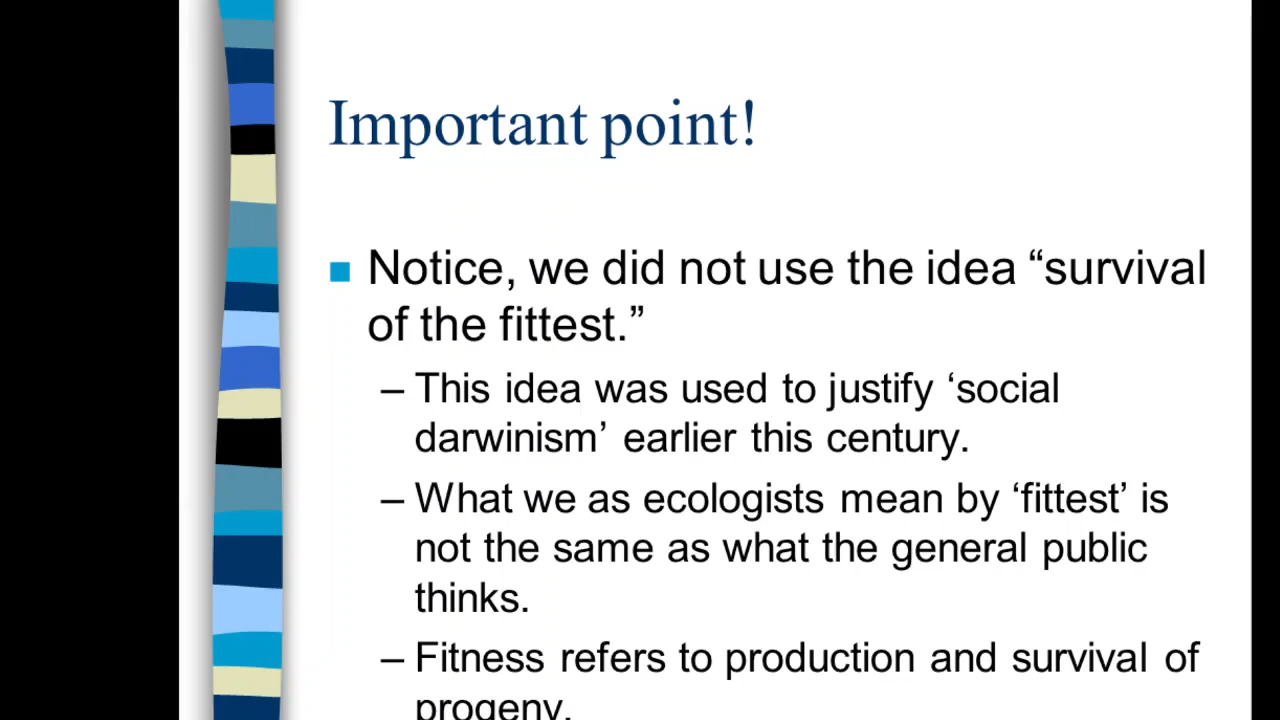 Important point!
Notice, we did not use the idea “survival
of the fittest.”
– This idea was used to justify ‘social
darwinism’ earlier this century.
– What we as ecologists mean by ‘fittest’ is
not the same as what the general public
thinks.
– Fitness refers to production and survival of
progeny.